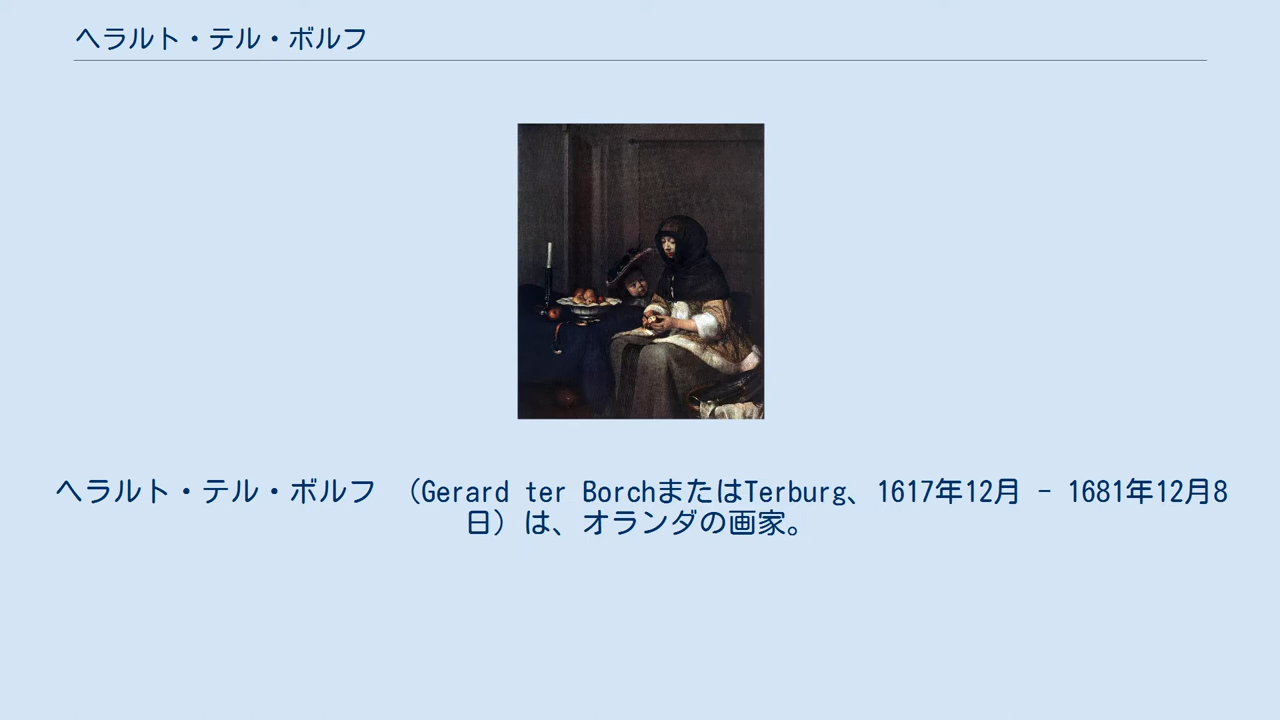 ヘラルト・テル・ボルフ
ヘラルト・テル・ボルフ （Gerard ter BorchまたはTerburg、1617年12月 - 1681年12月8
日）は、オランダの画家。